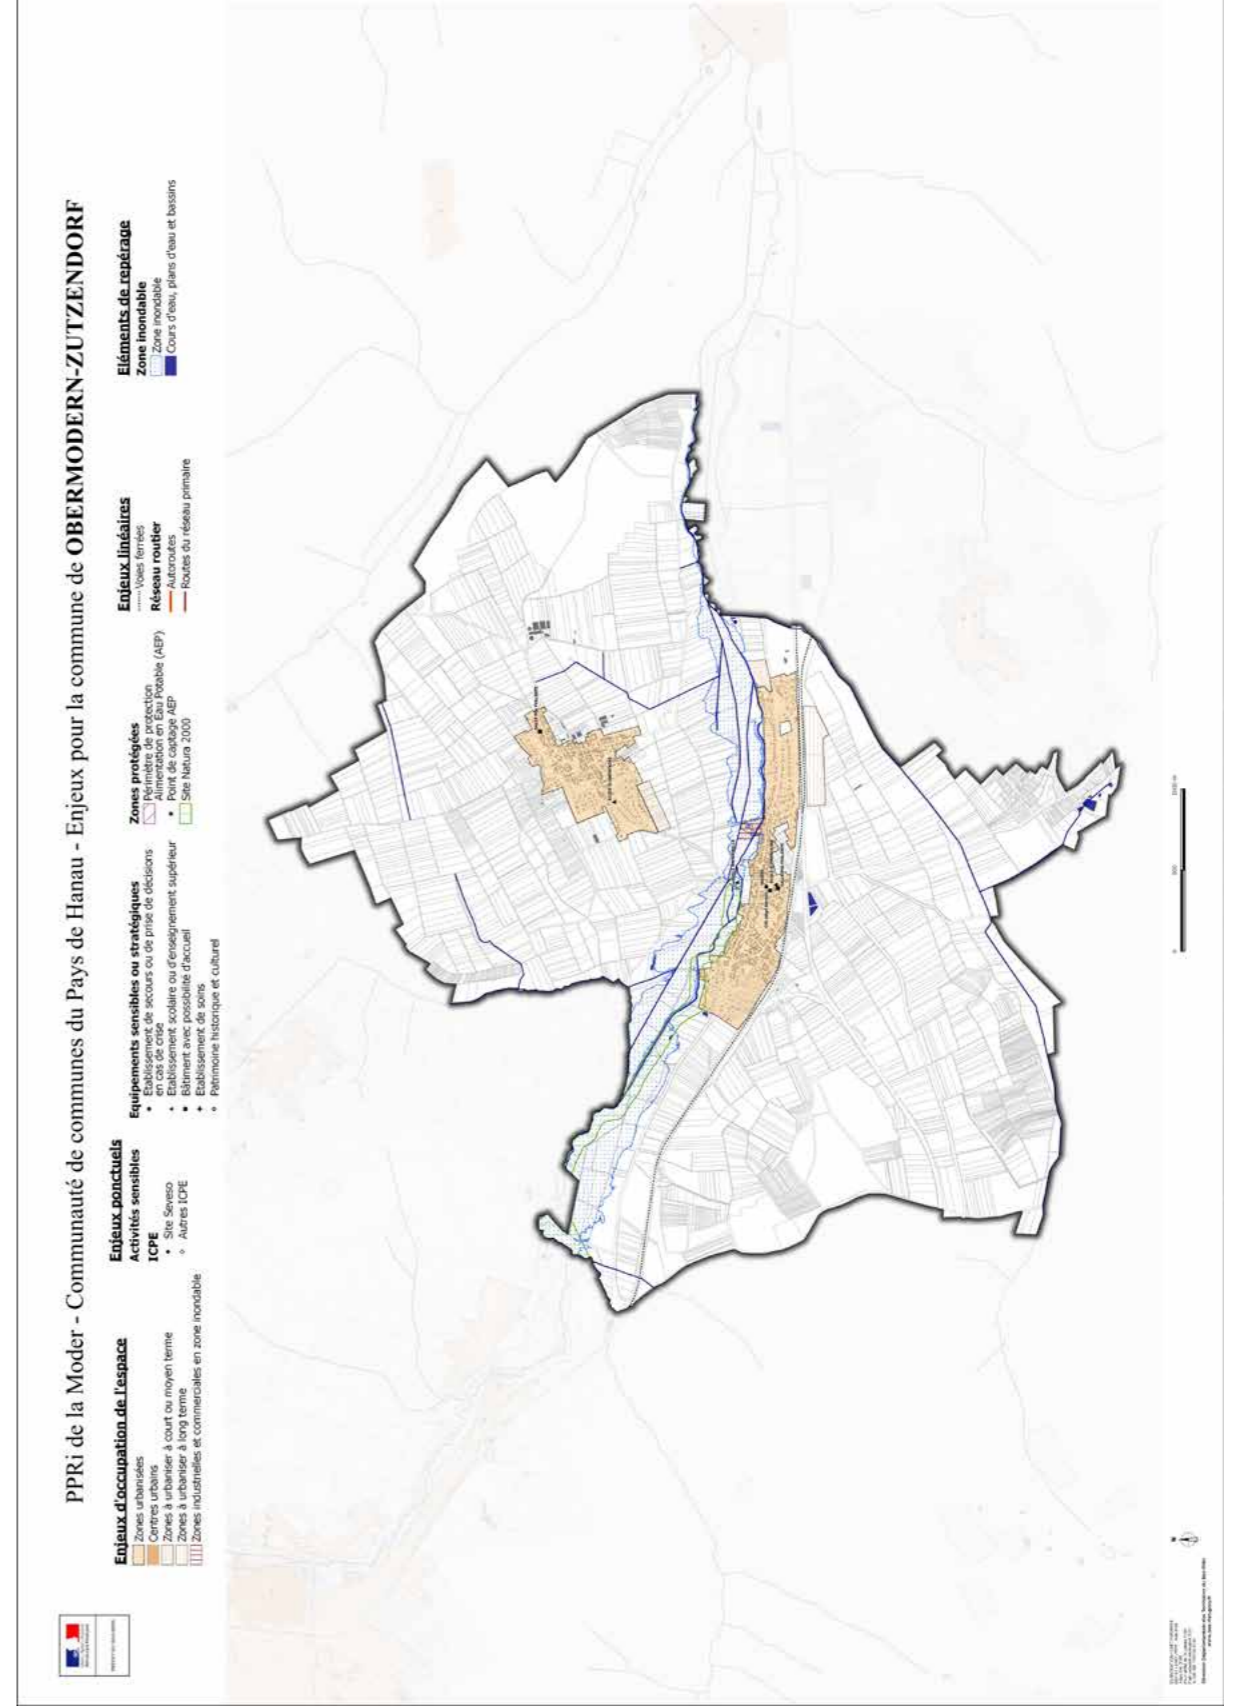 PPRi de la Moder - Communauté de communes du Pays de Hanau - Enjeux pour la commune de OBERMODERN-ZUTZENDORF
Enjeux d'occupation de l'espace
Zones urbanisées
Centres urbains
Zones à urbaniser à court ou moyen terme
Zones à urbaniser à long terme
Zones industrielles et commerciales en zone inondable
Enjeux ponctuels
Activités sensibles
ICPE
Site Seveso
Autres ICPE
Equipements sensibles ou stratégiques
Etablissement de secours ou de prise de décisions
en cas de crise
Etablissement scolaire ou d'enseignement supérieur
Bâtiment avec possibilité d'accueil
Etablissement de soins
Patrimoine historique et culturel
Zones protégées
Périmètre de protection
Alimentation en Eau Potable (AEP)
Point de captage AEP
Site Natura 2000
Enjeux linéaires
Voies ferrées
Réseau routier
Autoroutes
Routes du réseau primaire
Eléments de repérage
Zone inondable
Zone inondable
Cours d'eau, plans d'eau et bassins